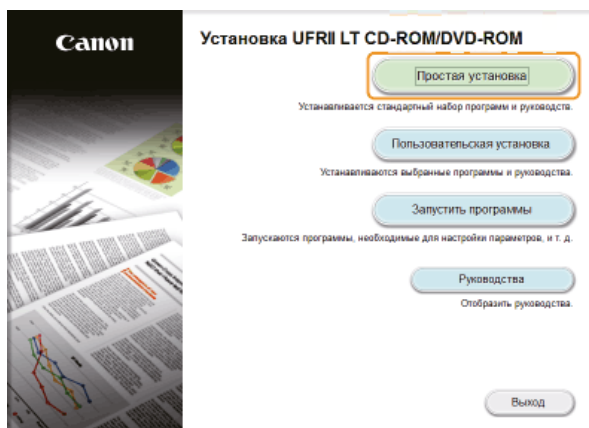 Canon
Установка UFRII LT CD-ROM/DVD-ROM
Простая установка
Устанавливается стандартный набор программ и руководств.
Пользовательская установка
Устанавливаются выбранные программы и руководства.
Запустить программы
Запускаются программы, необходимые для настройки параметров, и т. д.
Руководства
Отобразить руководства.
Выход